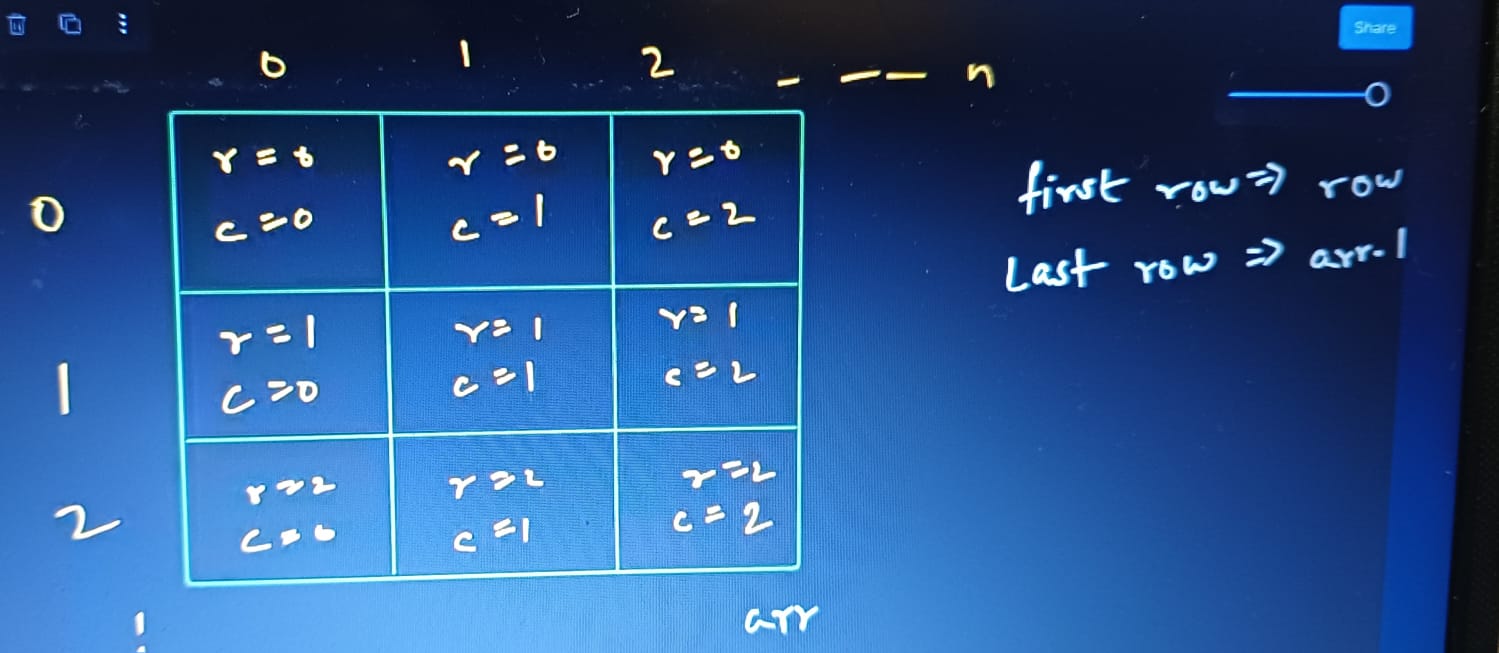 Share
0 1 2 - - - n
0
r=0 r=0 r=0
c=0 c=1 c=2
1
r=1 r=1 r=1
c=0 c=1 c=2
2
r=2 r=2 r=2
c=0 c=1 c=2
arr
first row⇒ row
Last row ⇒ arr.l